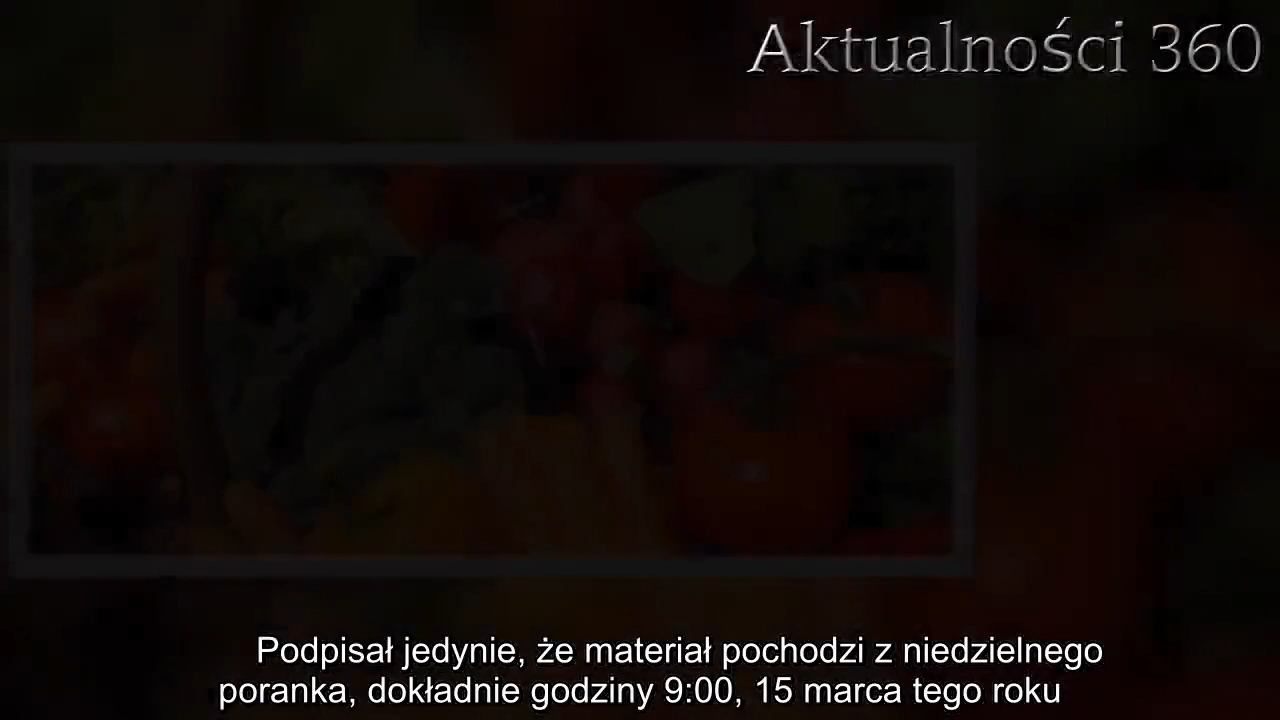 Aktualności 360
Podpisał jedynie, że materiał pochodzi z niedzielnego
poranka, dokładnie godziny 9:00, 15 marca tego roku